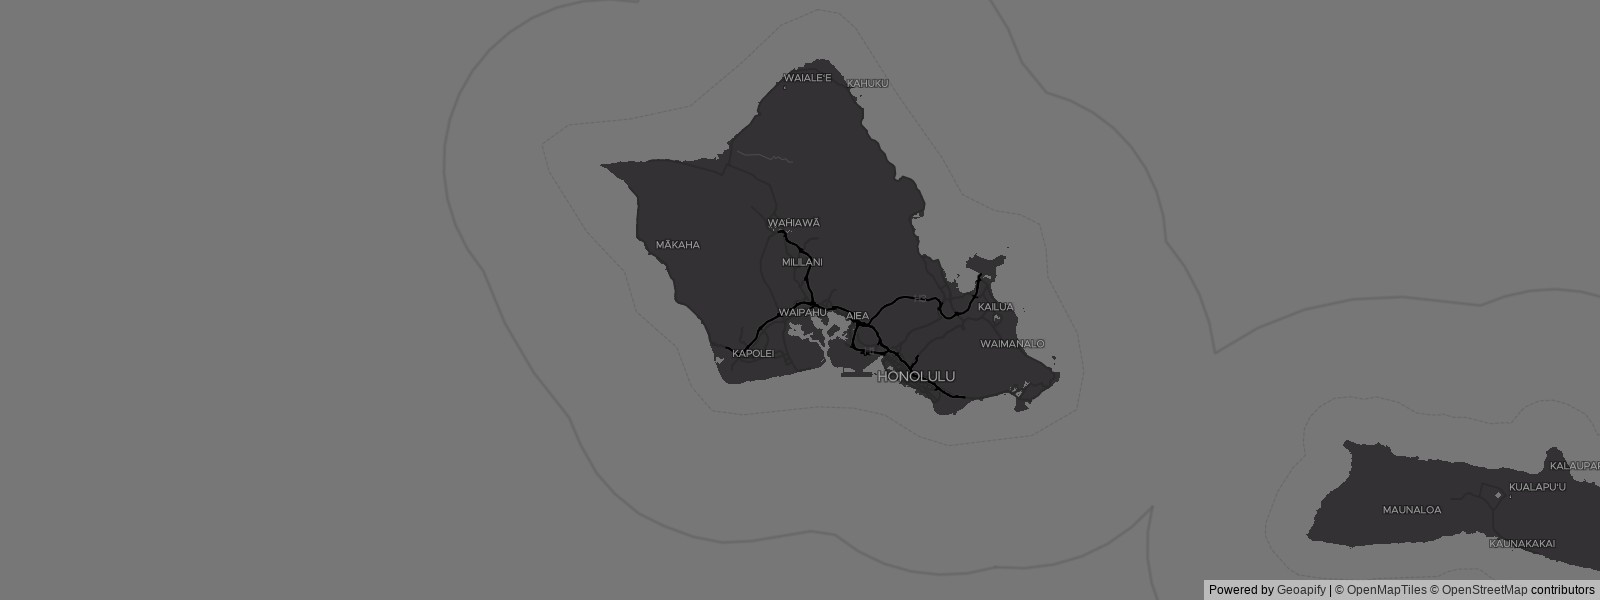 WAIALE'E
KAHUKU
WAHIAWĀ
MĀKAHA
MILILANI
KAILUA
WAIPAHU
AIEA
WAIMANALO
KAPOLEI
HONOLULU
KUALAPU'U
MAUNALOA
KAUNAKAKAI
Powered by Geoapify | © OpenMapTiles © OpenStreetMap contributors